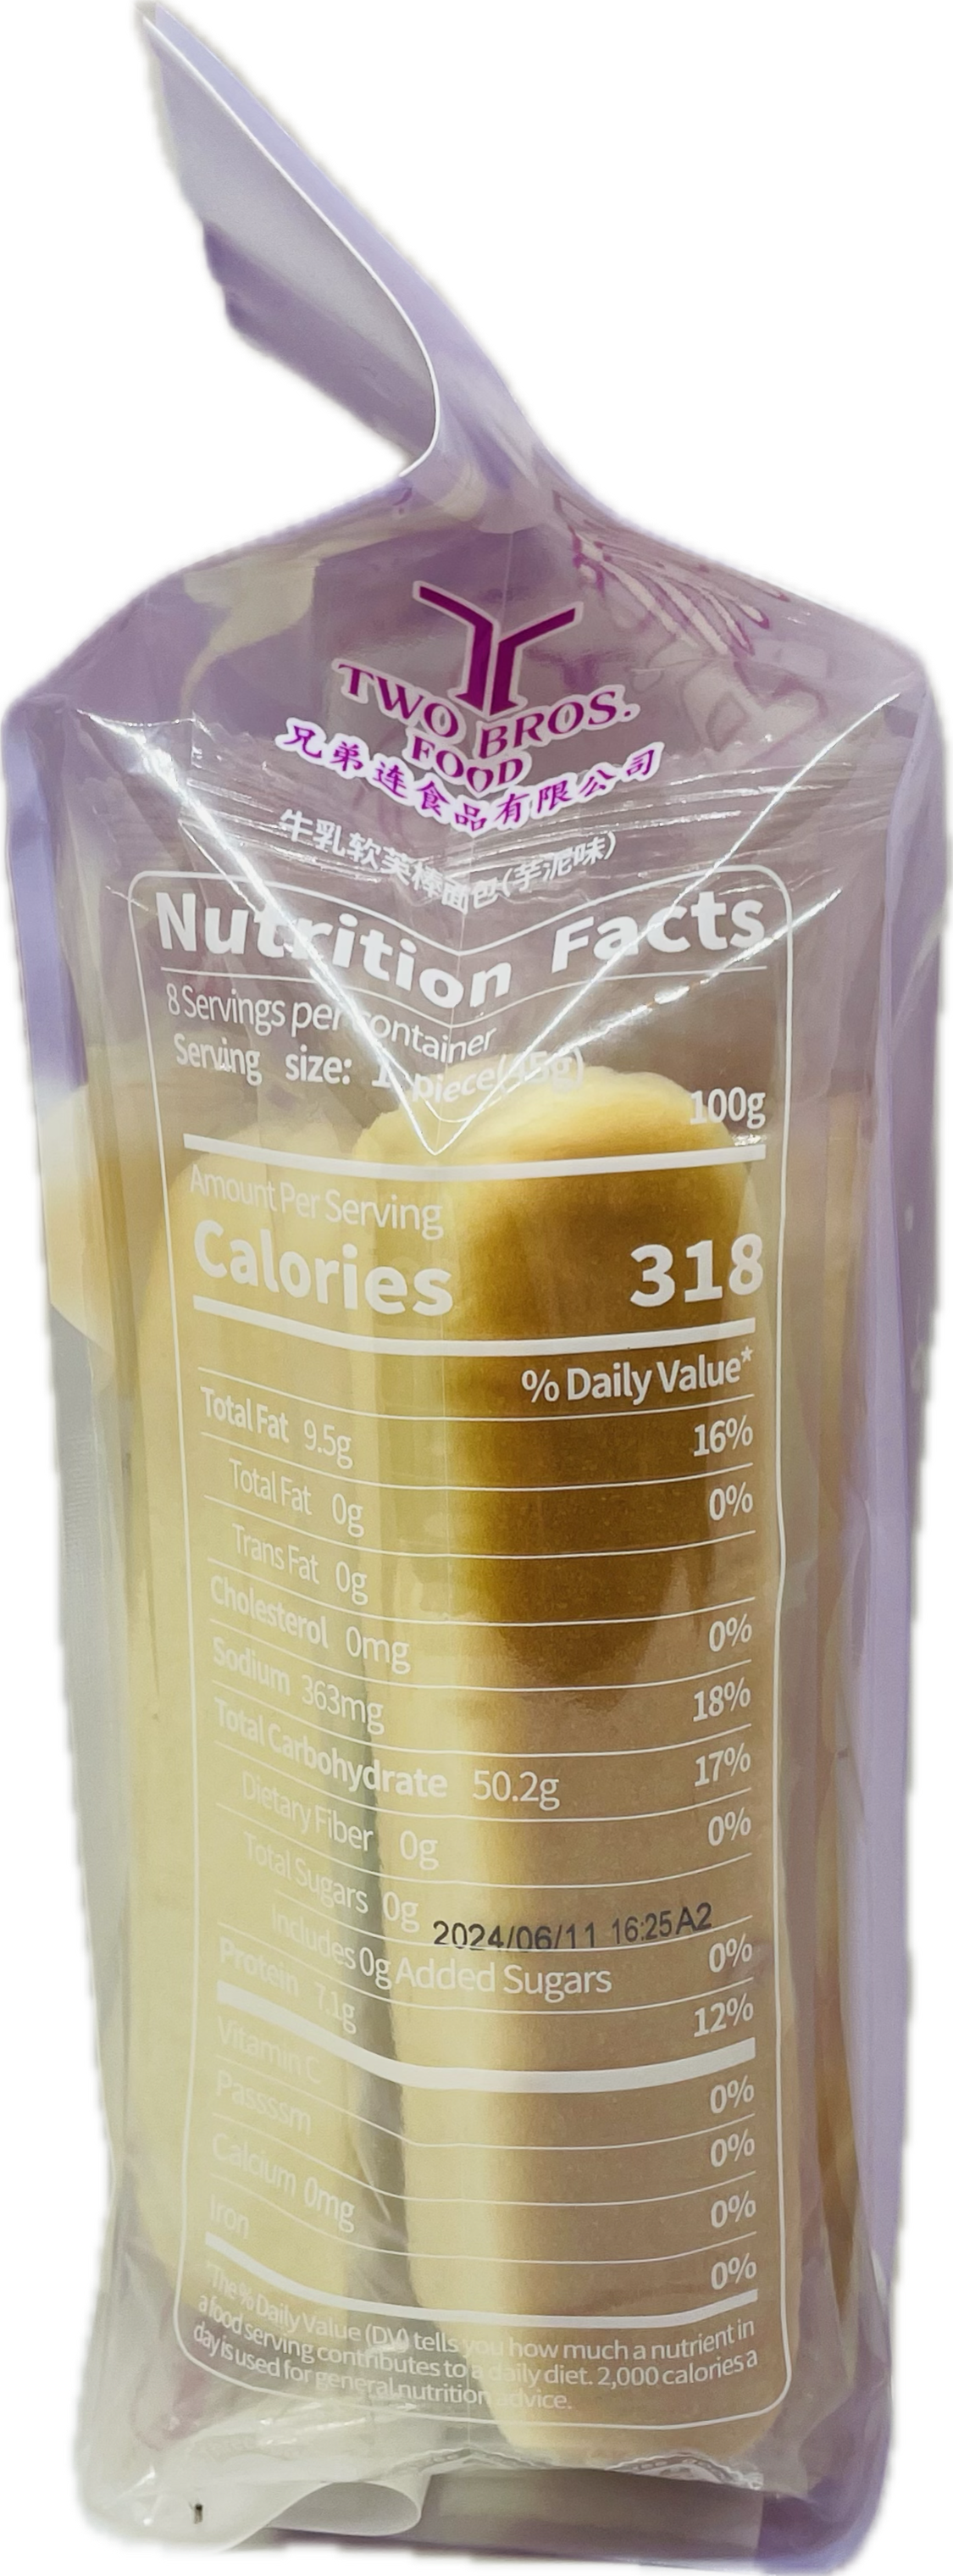 TWO BROS.
FOOD
兄弟连食品有限公司
牛乳软芙棒面包(芋泥味)
Nutrition Facts
8 Servings per container
Serving size: 1 piece(45g)
100g
Amount Per Serving
Calories 318
% Daily Value*
Total Fat 9.5g 16%
Total Fat 0g 0%
Trans Fat 0g
Cholesterol 0mg 0%
Sodium 363mg 18%
Total Carbohydrate 50.2g 17%
Dietary Fiber 0g 0%
Total Sugars 0g
2024/06/11 16:25A2
Includes 0g Added Sugars 0%
Protein 7.1g 12%
Vitamin C 0%
Passssm 0%
Calcium 0mg 0%
Iron 0%
*The % Daily Value (DV) tells you how much a nutrient in
a food serving contributes to a daily diet. 2,000 calories a
day is used for general nutrition advice.